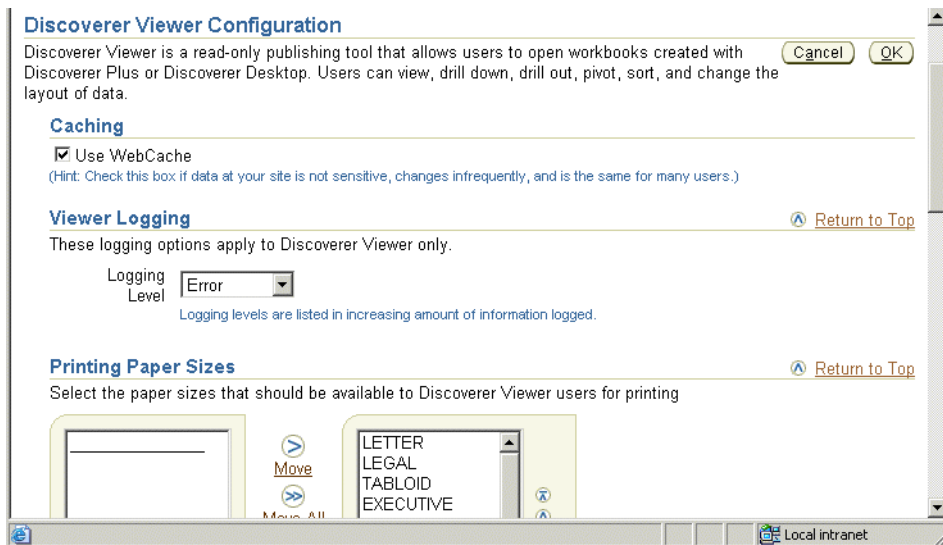 Discoverer Viewer Configuration
Discoverer Viewer is a read-only publishing tool that allows users to open workbooks created with
Discoverer Plus or Discoverer Desktop. Users can view, drill down, drill out, pivot, sort, and change the
layout of data.
Cancel
OK
Caching
Use WebCache
(Hint: Check this box if data at your site is not sensitive, changes infrequently, and is the same for many users.)
Viewer Logging
Return to Top
These logging options apply to Discoverer Viewer only.
Logging
Level
Error
Logging levels are listed in increasing amount of information logged.
Printing Paper Sizes
Return to Top
Select the paper sizes that should be available to Discoverer Viewer users for printing
Move
Move All
LETTER
LEGAL
TABLOID
EXECUTIVE
Local intranet